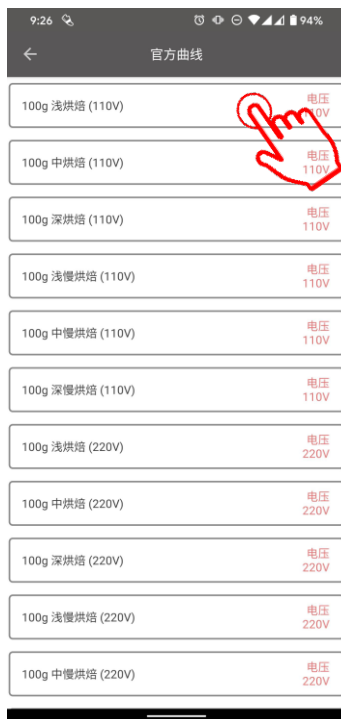 9:26
94%
官方曲线
100g 浅烘焙 (110V)
电压
110V
100g 中烘焙 (110V)
电压
110V
100g 深烘焙 (110V)
电压
110V
100g 浅慢烘焙 (110V)
电压
110V
100g 中慢烘焙 (110V)
电压
110V
100g 深慢烘焙 (110V)
电压
110V
100g 浅烘焙 (220V)
电压
220V
100g 中烘焙 (220V)
电压
220V
100g 深烘焙 (220V)
电压
220V
100g 浅慢烘焙 (220V)
电压
220V
100g 中慢烘焙 (220V)
电压
220V